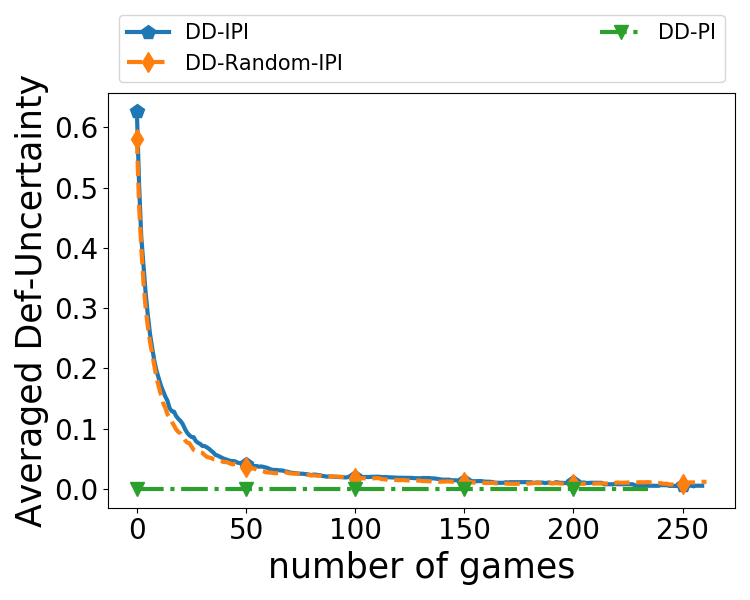 DD-IPI
DD-Random-IPI
DD-PI
Averaged Def-Uncertainty
0.6
0.5
0.4
0.3
0.2
0.1
0.0
0 50 100 150 200 250
number of games